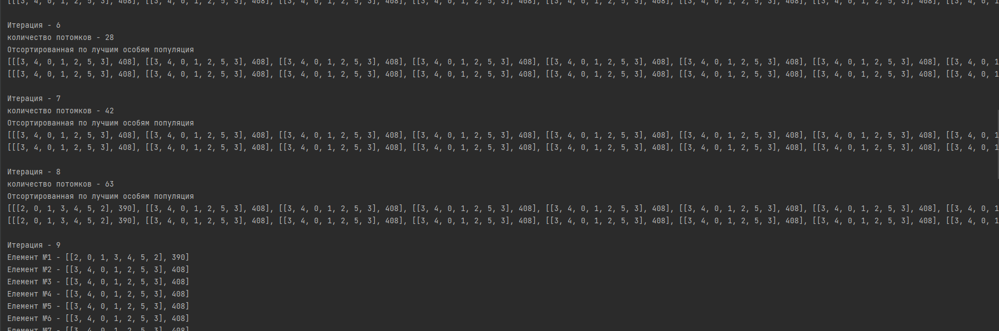 [[[3, 4, 0, 1, 2, 5, 3], 408], [[3, 4, 0, 1, 2, 5, 3], 408], [[3, 4, 0, 1, 2, 5, 3], 408], [[3, 4, 0, 1, 2, 5, 3], 408], [[3, 4, 0, 1, 2, 5, 3], 408], [[3, 4, 0, 1, 2, 5, 3], 408], [[3, 4, 0, 1, 2, 5, 3], 408], [[3, 4, 0, 1
Итерация - 6
количество потомков - 28
Отсортированная по лучшим особям популяция
[[[3, 4, 0, 1, 2, 5, 3], 408], [[3, 4, 0, 1, 2, 5, 3], 408], [[3, 4, 0, 1, 2, 5, 3], 408], [[3, 4, 0, 1, 2, 5, 3], 408], [[3, 4, 0, 1, 2, 5, 3], 408], [[3, 4, 0, 1, 2, 5, 3], 408], [[3, 4, 0, 1, 2, 5, 3], 408], [[3, 4, 0, 1
[[[3, 4, 0, 1, 2, 5, 3], 408], [[3, 4, 0, 1, 2, 5, 3], 408], [[3, 4, 0, 1, 2, 5, 3], 408], [[3, 4, 0, 1, 2, 5, 3], 408], [[3, 4, 0, 1, 2, 5, 3], 408], [[3, 4, 0, 1, 2, 5, 3], 408], [[3, 4, 0, 1, 2, 5, 3], 408], [[3, 4, 0, 1
Итерация - 7
количество потомков - 42
Отсортированная по лучшим особям популяция
[[[3, 4, 0, 1, 2, 5, 3], 408], [[3, 4, 0, 1, 2, 5, 3], 408], [[3, 4, 0, 1, 2, 5, 3], 408], [[3, 4, 0, 1, 2, 5, 3], 408], [[3, 4, 0, 1, 2, 5, 3], 408], [[3, 4, 0, 1, 2, 5, 3], 408], [[3, 4, 0, 1, 2, 5, 3], 408], [[3, 4, 0, 1
[[[3, 4, 0, 1, 2, 5, 3], 408], [[3, 4, 0, 1, 2, 5, 3], 408], [[3, 4, 0, 1, 2, 5, 3], 408], [[3, 4, 0, 1, 2, 5, 3], 408], [[3, 4, 0, 1, 2, 5, 3], 408], [[3, 4, 0, 1, 2, 5, 3], 408], [[3, 4, 0, 1, 2, 5, 3], 408], [[3, 4, 0, 1
Итерация - 8
количество потомков - 63
Отсортированная по лучшим особям популяция
[[[2, 0, 1, 3, 4, 5, 2], 390], [[3, 4, 0, 1, 2, 5, 3], 408], [[3, 4, 0, 1, 2, 5, 3], 408], [[3, 4, 0, 1, 2, 5, 3], 408], [[3, 4, 0, 1, 2, 5, 3], 408], [[3, 4, 0, 1, 2, 5, 3], 408], [[3, 4, 0, 1, 2, 5, 3], 408], [[3, 4, 0, 1
[[[2, 0, 1, 3, 4, 5, 2], 390], [[3, 4, 0, 1, 2, 5, 3], 408], [[3, 4, 0, 1, 2, 5, 3], 408], [[3, 4, 0, 1, 2, 5, 3], 408], [[3, 4, 0, 1, 2, 5, 3], 408], [[3, 4, 0, 1, 2, 5, 3], 408], [[3, 4, 0, 1, 2, 5, 3], 408], [[3, 4, 0, 1
Итерация - 9
Елемент №1 - [[2, 0, 1, 3, 4, 5, 2], 390]
Елемент №2 - [[3, 4, 0, 1, 2, 5, 3], 408]
Елемент №3 - [[3, 4, 0, 1, 2, 5, 3], 408]
Елемент №4 - [[3, 4, 0, 1, 2, 5, 3], 408]
Елемент №5 - [[3, 4, 0, 1, 2, 5, 3], 408]
Елемент №6 - [[3, 4, 0, 1, 2, 5, 3], 408]
Елемент №7 - [[3, 4, 0, 1, 2, 5, 3], 408]